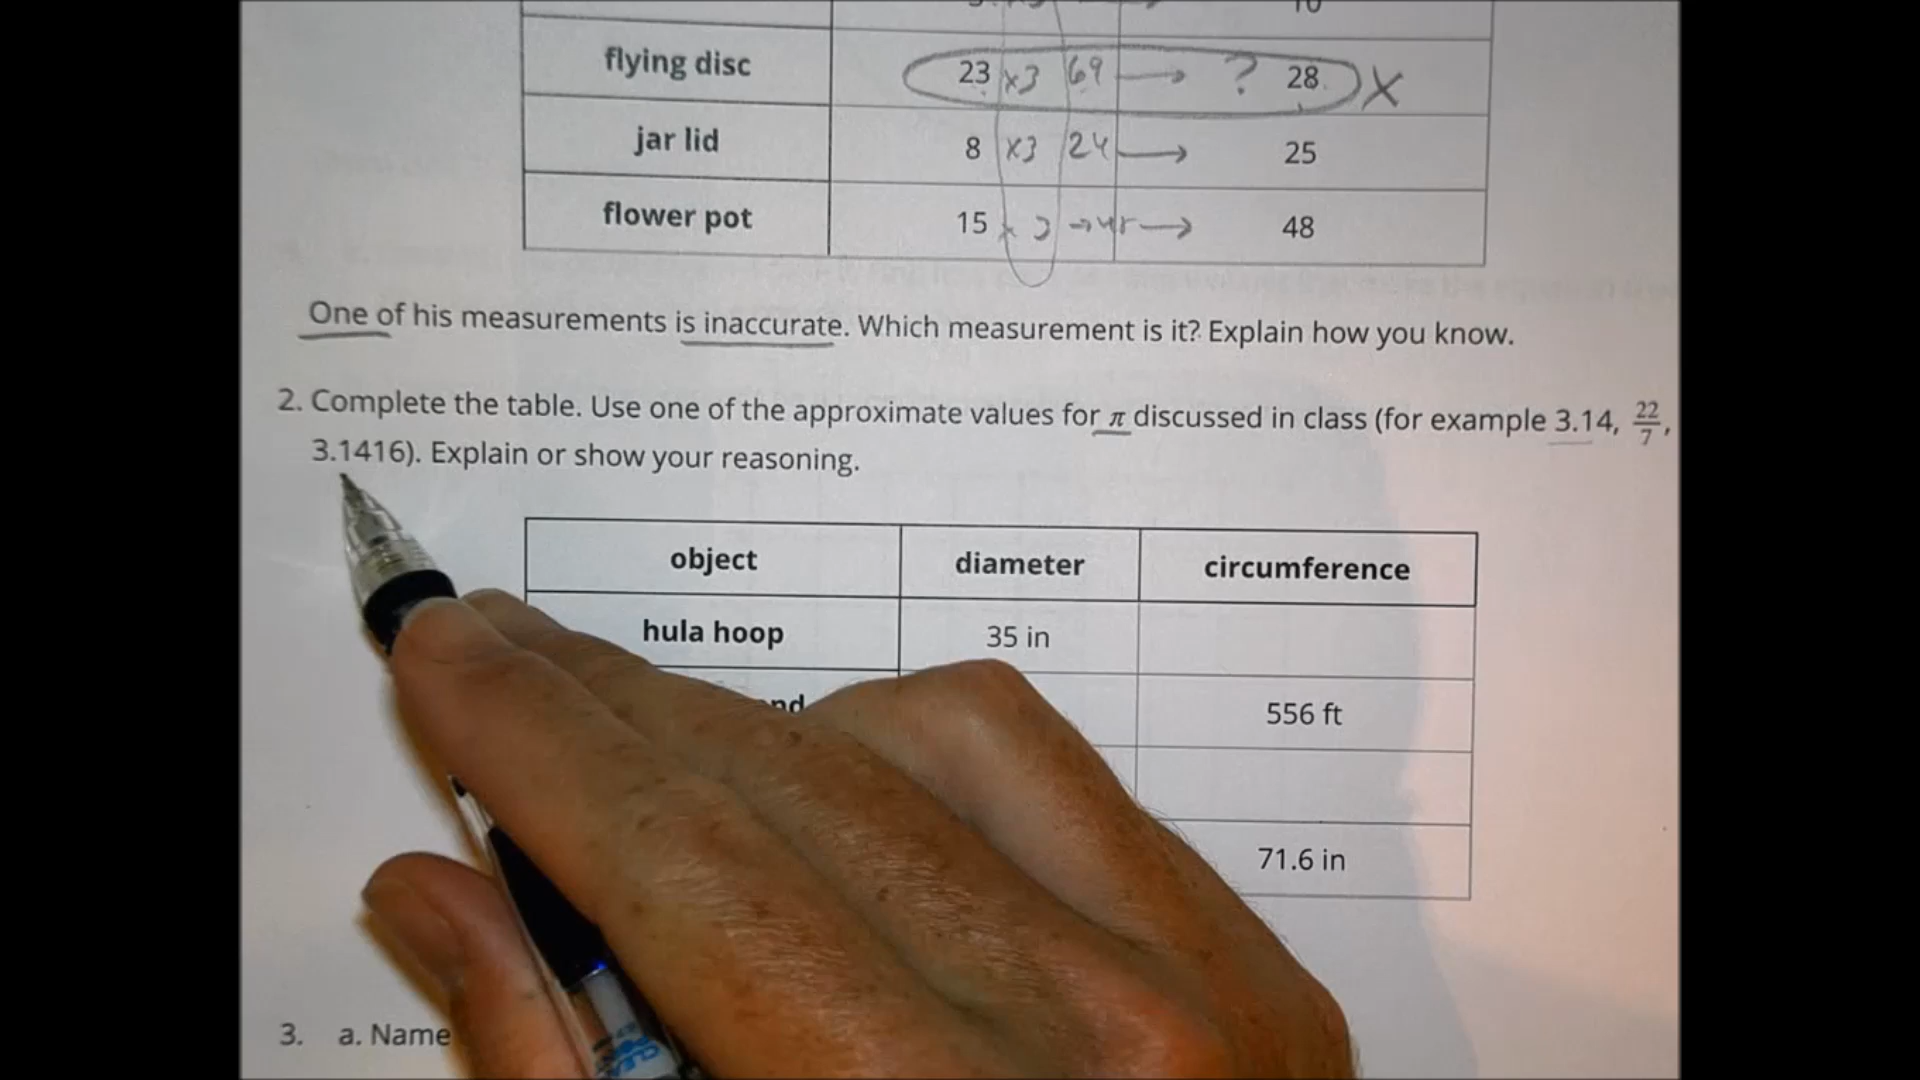 10
flying disc 23 x3 69 → ? 28 X
jar lid 8 x3 24 → 25
flower pot 15 x 3 → 45 → 48
One of his measurements is inaccurate. Which measurement is it? Explain how you know.
2. Complete the table. Use one of the approximate values for π discussed in class (for example 3.14, 22/7,
3.1416). Explain or show your reasoning.
object diameter circumference
hula hoop 35 in
556 ft
71.6 in
3. a. Name